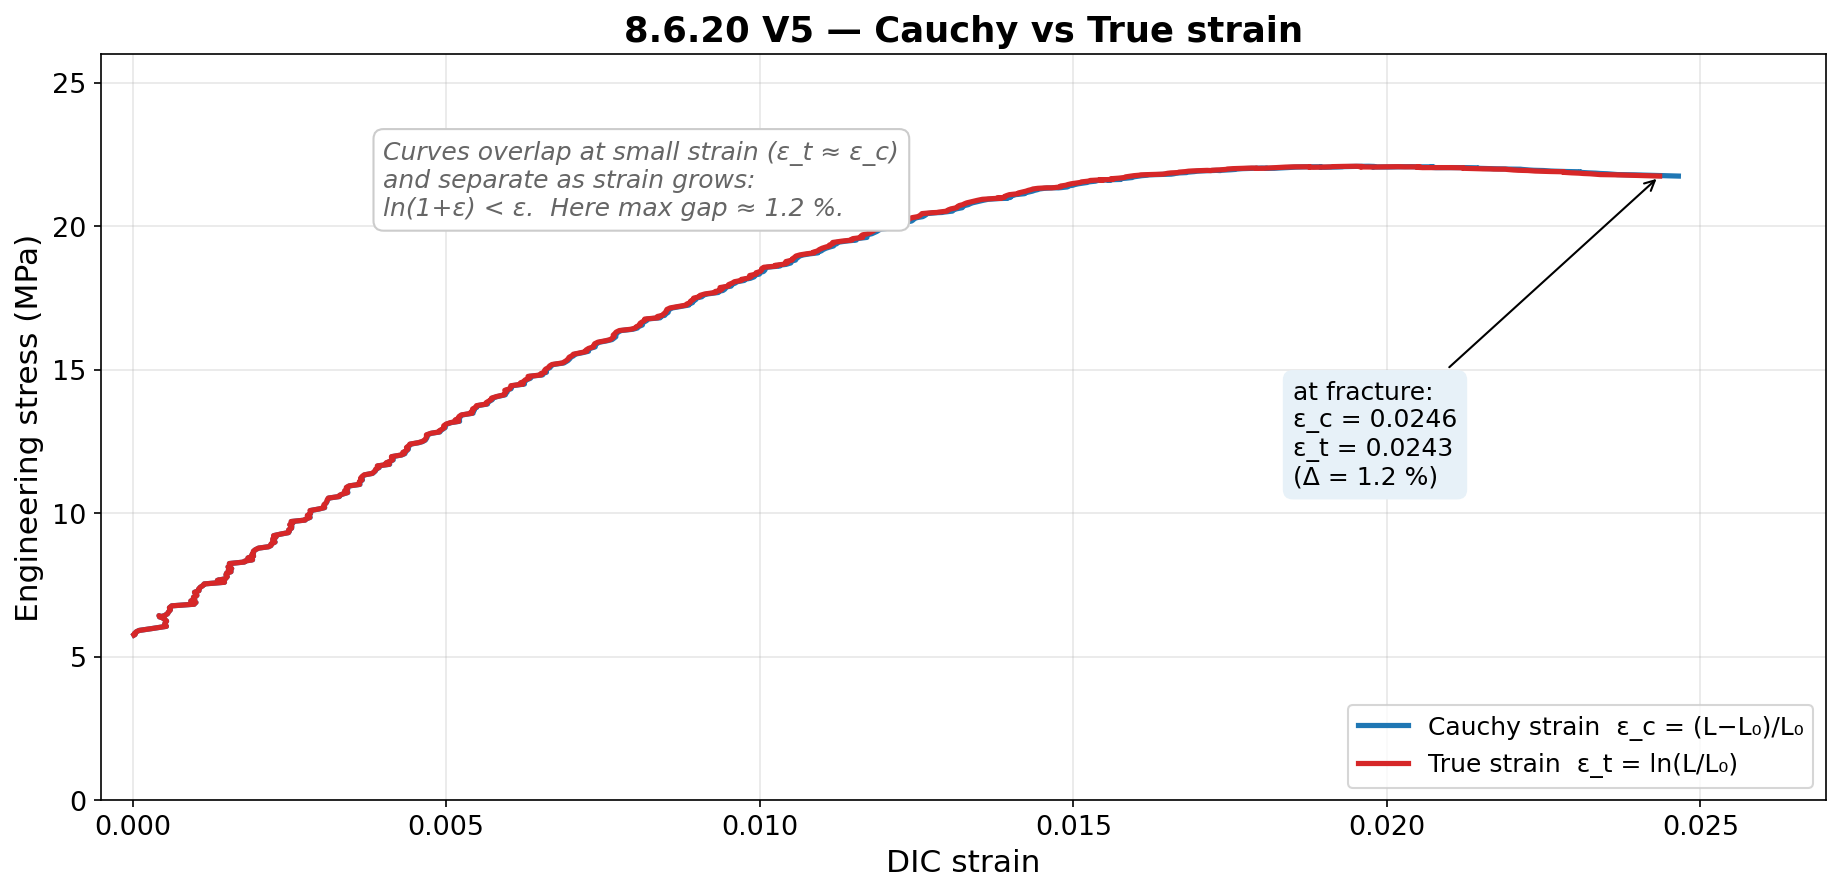 8.6.20 V5 — Cauchy vs True strain
Engineering stress (MPa)
25
20
15
10
5
0
Curves overlap at small strain (ε_t ≈ ε_c)
and separate as strain grows:
ln(1+ε) < ε.  Here max gap ≈ 1.2 %.
at fracture:
ε_c = 0.0246
ε_t = 0.0243
(Δ = 1.2 %)
Cauchy strain  ε_c = (L−L₀)/L₀
True strain  ε_t = ln(L/L₀)
0.000 0.005 0.010 0.015 0.020 0.025
DIC strain